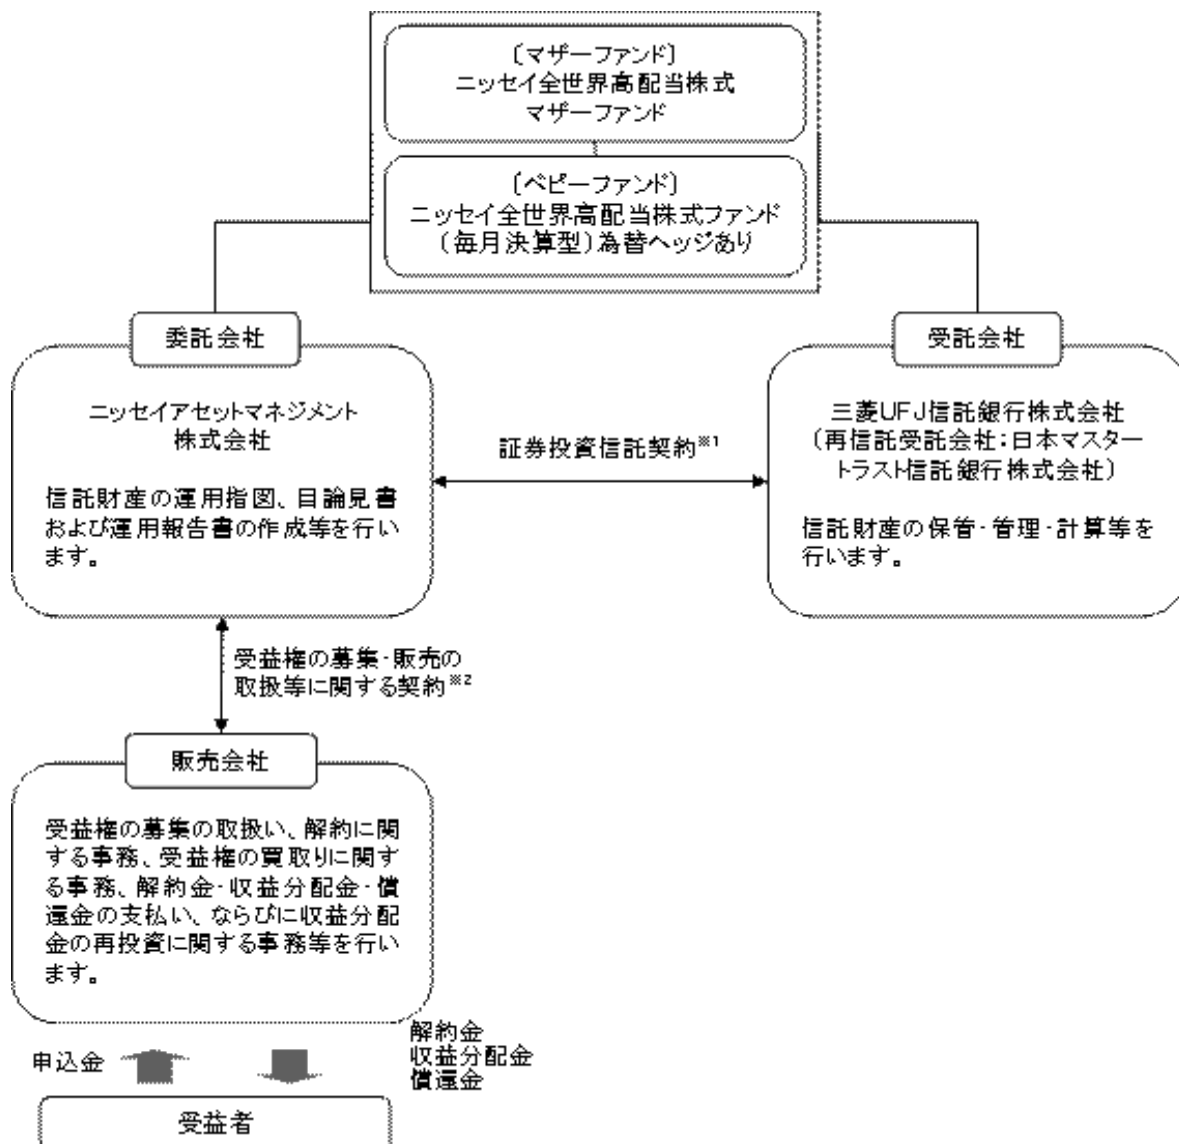 〔マザーファンド〕
ニッセイ全世界高配当株式
マザーファンド
〔ベビーファンド〕
ニッセイ全世界高配当株式ファンド
（毎月決算型）為替ヘッジあり
委託会社
ニッセイアセットマネジメント
株式会社
信託財産の運用指図、目論見書
および運用報告書の作成等を行い
ます。
証券投資信託契約※1
受託会社
三菱UFJ信託銀行株式会社
（再信託受託会社：日本マスター
トラスト信託銀行株式会社）
信託財産の保管・管理・計算等を
行います。
受益権の募集・販売の
取扱等に関する契約※2
販売会社
受益権の募集の取扱い、解約に関
する事務、受益権の買取りに関す
る事務、解約金・収益分配金・償
還金の支払い、ならびに収益分配
金の再投資に関する事務等を行い
ます。
申込金
解約金
収益分配金
償還金
受益者